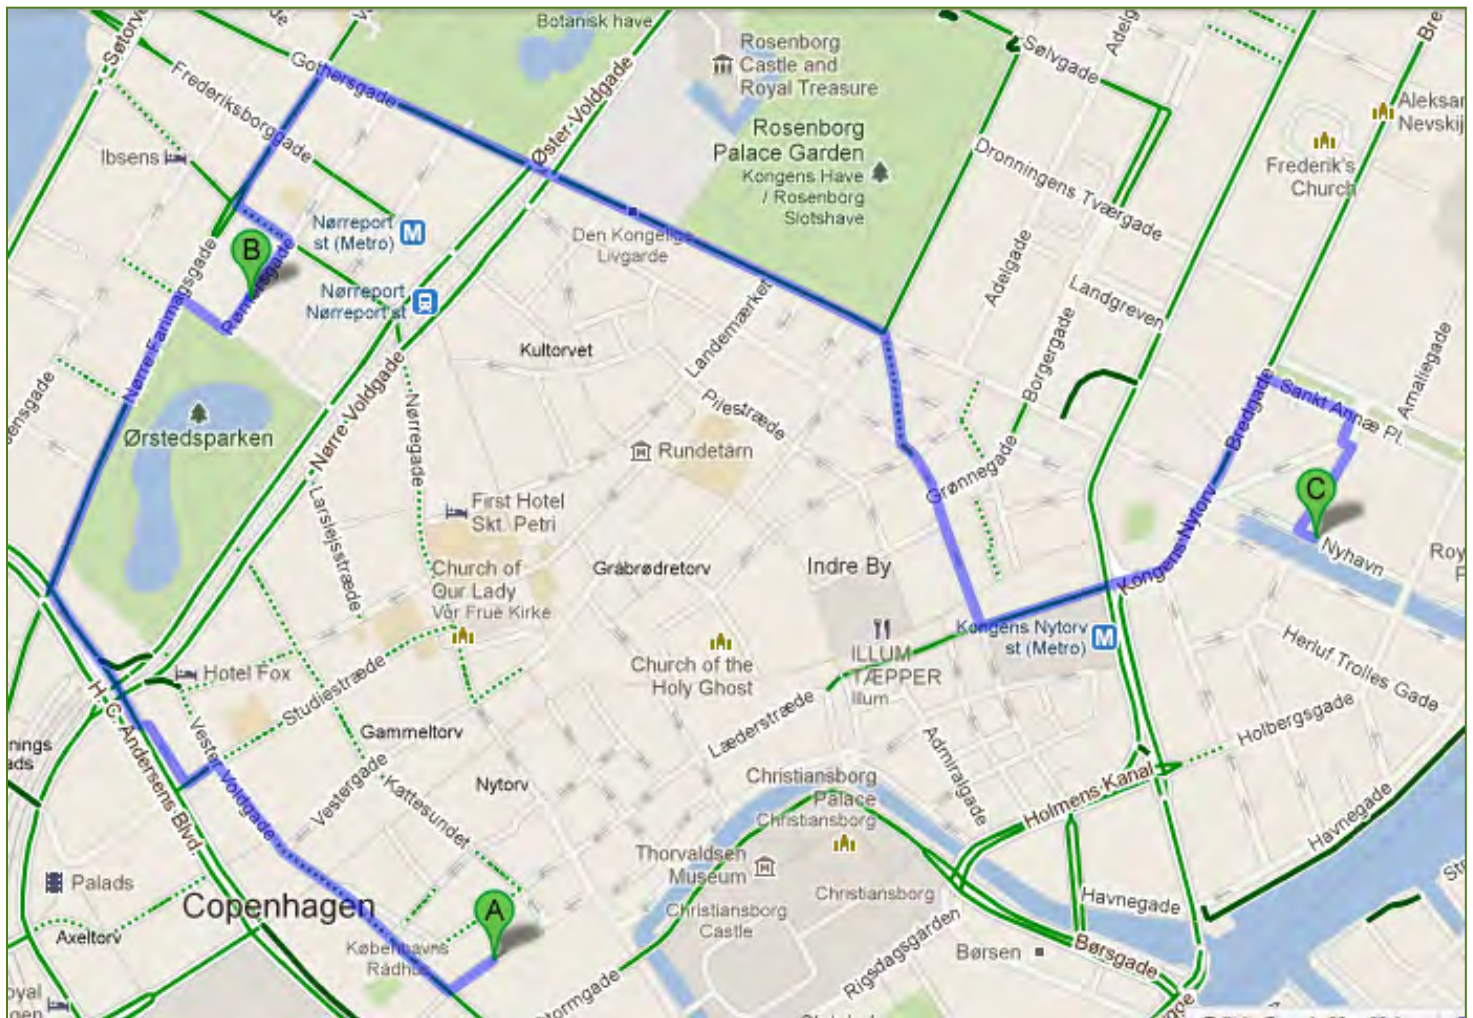 Søtorve
Gothersgade
Botanisk have
Rosenborg
Castle and
Royal Treasure
Sølvgade
Frederiksborggade
Øster Voldgade
Aleksan
Nevskij
Ibsens
Rosenborg
Palace Garden
Kongens Have
/ Rosenborg
Slotshave
Dronningens Tværgade
Frederik's
Church
Nørreport
st (Metro)
M
Den Kongelige
Livgarde
B
Nørre Farimagsgade
Rømersgade
Nørreport
Nørreport st
Adelgade
Landgreven
Borgergade
Landemærket
Kultorvet
Amaliegade
Bredgade
Sankt Annæ Pl.
Pilestræde
Nørre Voldgade
Nørregade
Ørstedsparken
Rundetårn
Grønnegade
C
First Hotel
Skt. Petri
Larslejsstræde
Kongens Nytorv
Nyhavn
Church of
Our Lady
Vor Frue Kirke
Gråbrødretorv
Indre By
Kongens Nytorv
st (Metro)
M
Herluf Trolles Gade
Hotel Fox
Studiestræde
Church of the
Holy Ghost
ILLUM
TÆPPER
Illum
H.C. Andersens Blvd.
Vester Voldgade
Gammeltorv
Læderstræde
Admiralgade
Holbergsgade
Vestergade
Kattesundet
Nytorv
Christiansborg
Palace
Christiansborg
Holmens Kanal
Havnegade
Thorvaldsen
Museum
Palads
Copenhagen
A
Christiansborg
Havnegade
Christiansborg
Castle
Axeltorv
Københavns
Rådhus
Rigsdagsgården
Børsen
Børsgade
tormgade